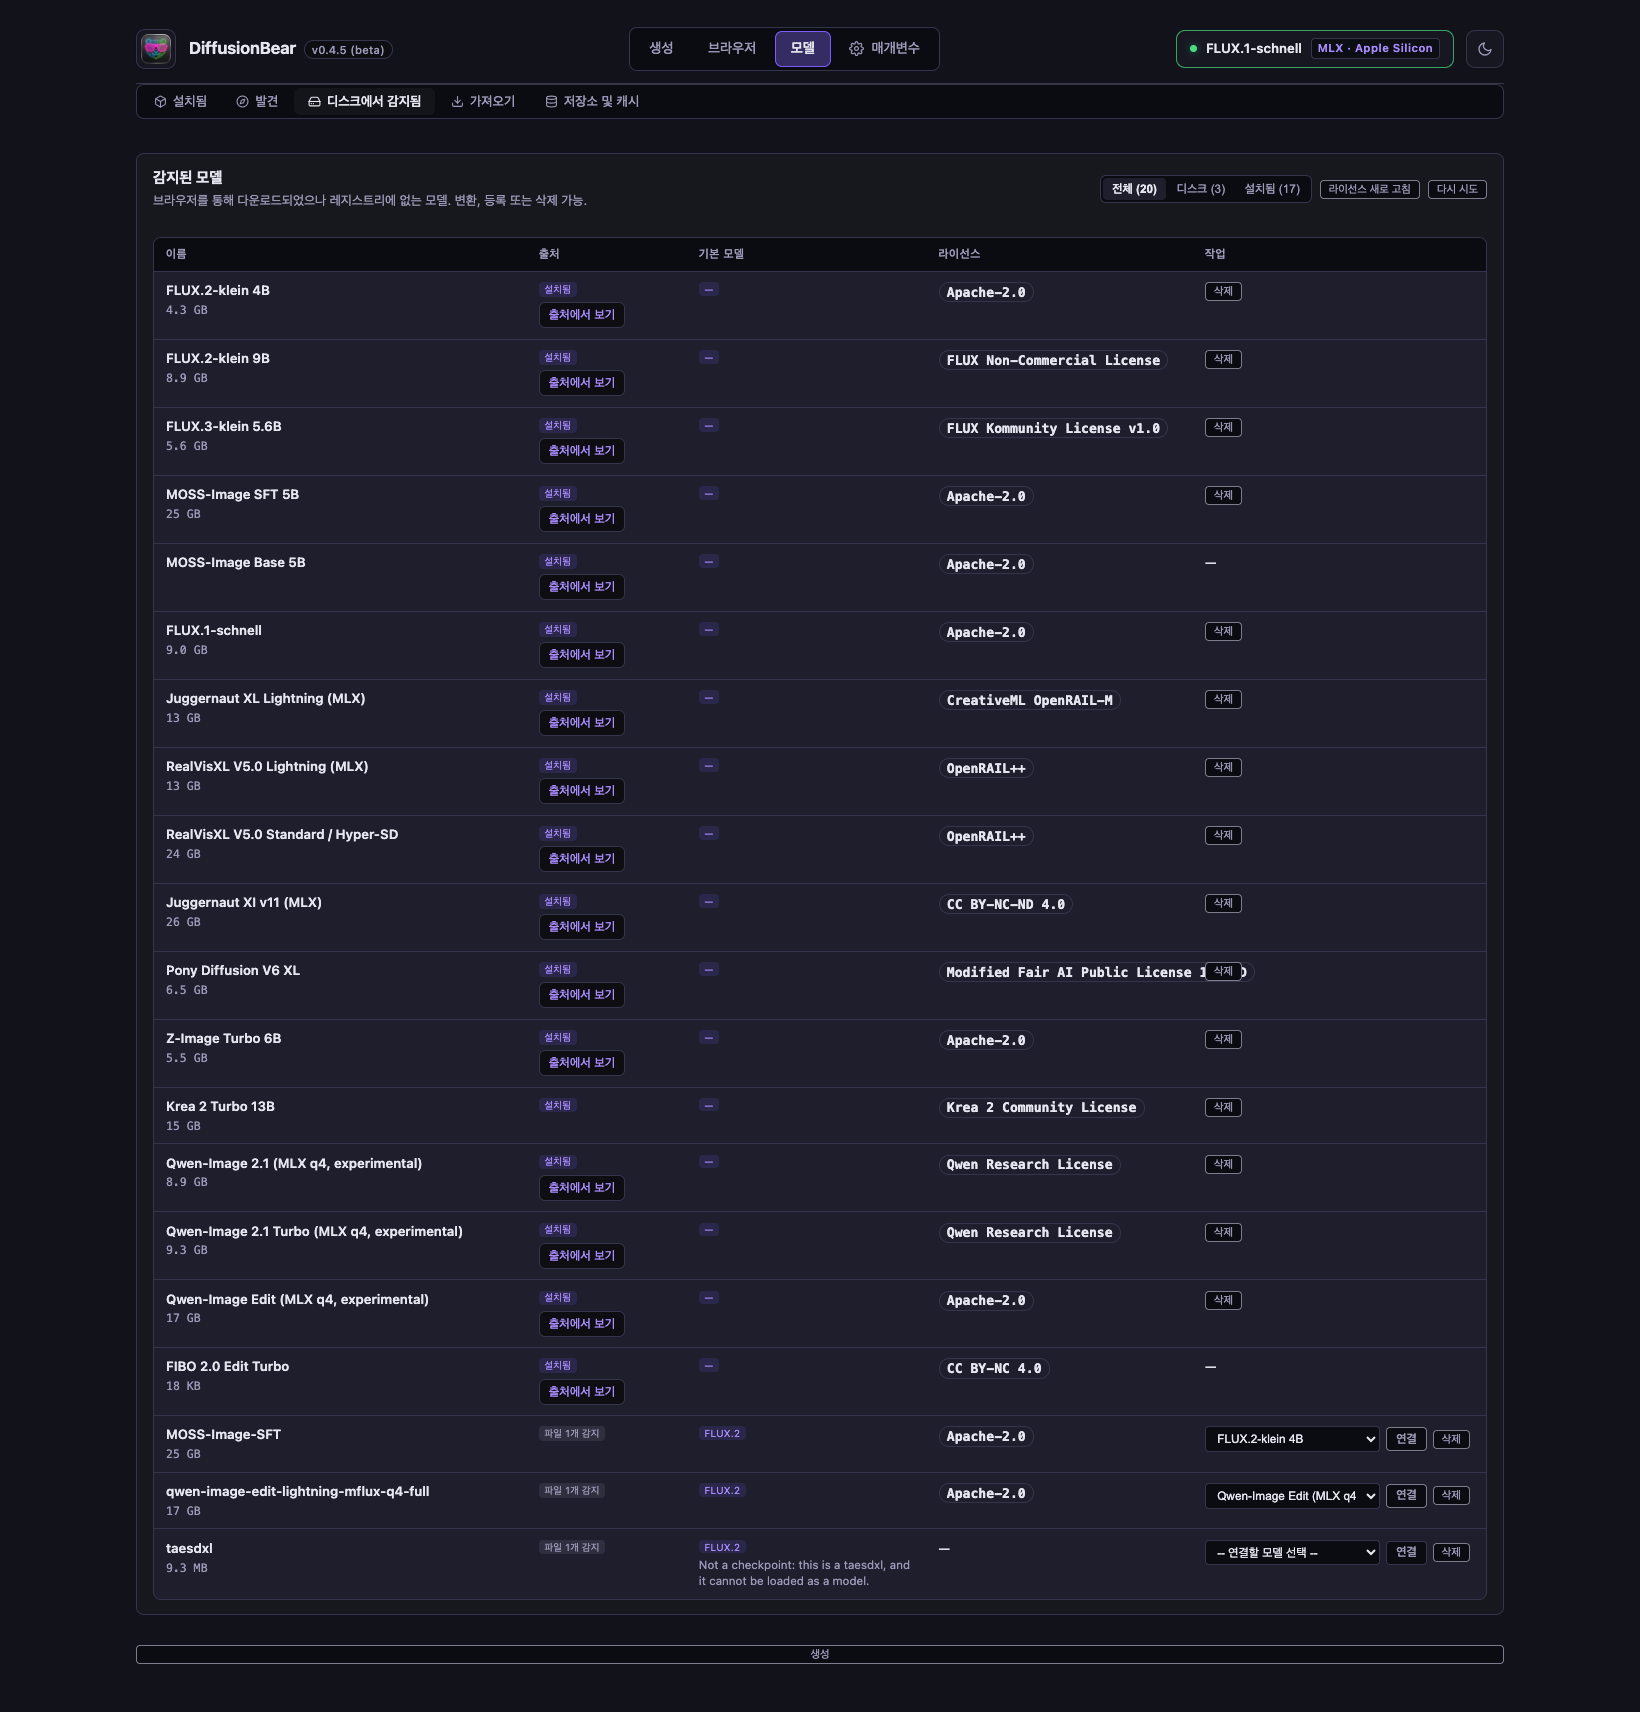 DiffusionBear v0.4.5 (beta)
생성 브라우저 모델 매개변수
FLUX.1-schnell MLX · Apple Silicon
설치됨 발견 디스크에서 감지됨 가져오기 저장소 및 캐시
감지된 모델
브라우저를 통해 다운로드되었으나 레지스트리에 없는 모델. 변환, 등록 또는 삭제 가능.
전체 (20) 디스크 (3) 설치됨 (17) 라이선스 새로 고침 다시 시도
이름 출처 기본 모델 라이선스 작업
FLUX.2-klein 4B 설치됨 — Apache-2.0 삭제
4.3 GB 출처에서 보기
FLUX.2-klein 9B 설치됨 — FLUX Non-Commercial License 삭제
8.9 GB 출처에서 보기
FLUX.3-klein 5.6B 설치됨 — FLUX Kommunity License v1.0 삭제
5.6 GB 출처에서 보기
MOSS-Image SFT 5B 설치됨 — Apache-2.0 삭제
25 GB 출처에서 보기
MOSS-Image Base 5B 설치됨 — Apache-2.0 —
출처에서 보기
FLUX.1-schnell 설치됨 — Apache-2.0 삭제
9.0 GB 출처에서 보기
Juggernaut XL Lightning (MLX) 설치됨 — CreativeML OpenRAIL-M 삭제
13 GB 출처에서 보기
RealVisXL V5.0 Lightning (MLX) 설치됨 — OpenRAIL++ 삭제
13 GB 출처에서 보기
RealVisXL V5.0 Standard / Hyper-SD 설치됨 — OpenRAIL++ 삭제
24 GB 출처에서 보기
Juggernaut XI v11 (MLX) 설치됨 — CC BY-NC-ND 4.0 삭제
26 GB 출처에서 보기
Pony Diffusion V6 XL 설치됨 — Modified Fair AI Public License 삭제
6.5 GB 출처에서 보기
Z-Image Turbo 6B 설치됨 — Apache-2.0 삭제
5.5 GB 출처에서 보기
Krea 2 Turbo 13B 설치됨 — Krea 2 Community License 삭제
15 GB
Qwen-Image 2.1 (MLX q4, experimental) 설치됨 — Qwen Research License 삭제
8.9 GB 출처에서 보기
Qwen-Image 2.1 Turbo (MLX q4, experimental) 설치됨 — Qwen Research License 삭제
9.3 GB 출처에서 보기
Qwen-Image Edit (MLX q4, experimental) 설치됨 — Apache-2.0 삭제
17 GB 출처에서 보기
FIBO 2.0 Edit Turbo 설치됨 — CC BY-NC 4.0 —
18 KB 출처에서 보기
MOSS-Image-SFT 파일 1개 감지 FLUX.2 Apache-2.0 FLUX.2-klein 4B 연결 삭제
25 GB
qwen-image-edit-lightning-mflux-q4-full 파일 1개 감지 FLUX.2 Apache-2.0 Qwen-Image Edit (MLX q4 연결 삭제
17 GB
taesdxl 파일 1개 감지 FLUX.2 — -- 연결할 모델 선택 -- 연결 삭제
9.3 MB Not a checkpoint: this is a taesdxl, and
it cannot be loaded as a model.
생성